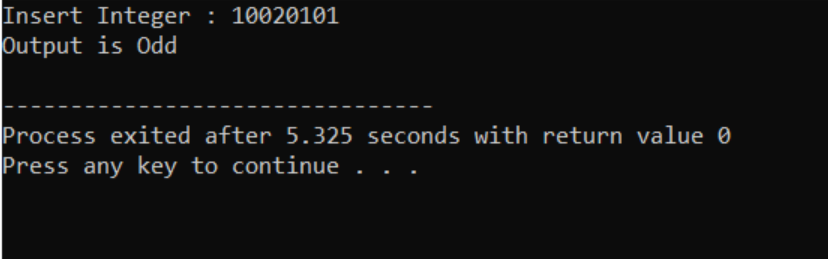 Insert Integer : 10020101
Output is Odd
--------------------------------
Process exited after 5.325 seconds with return value 0
Press any key to continue . . .